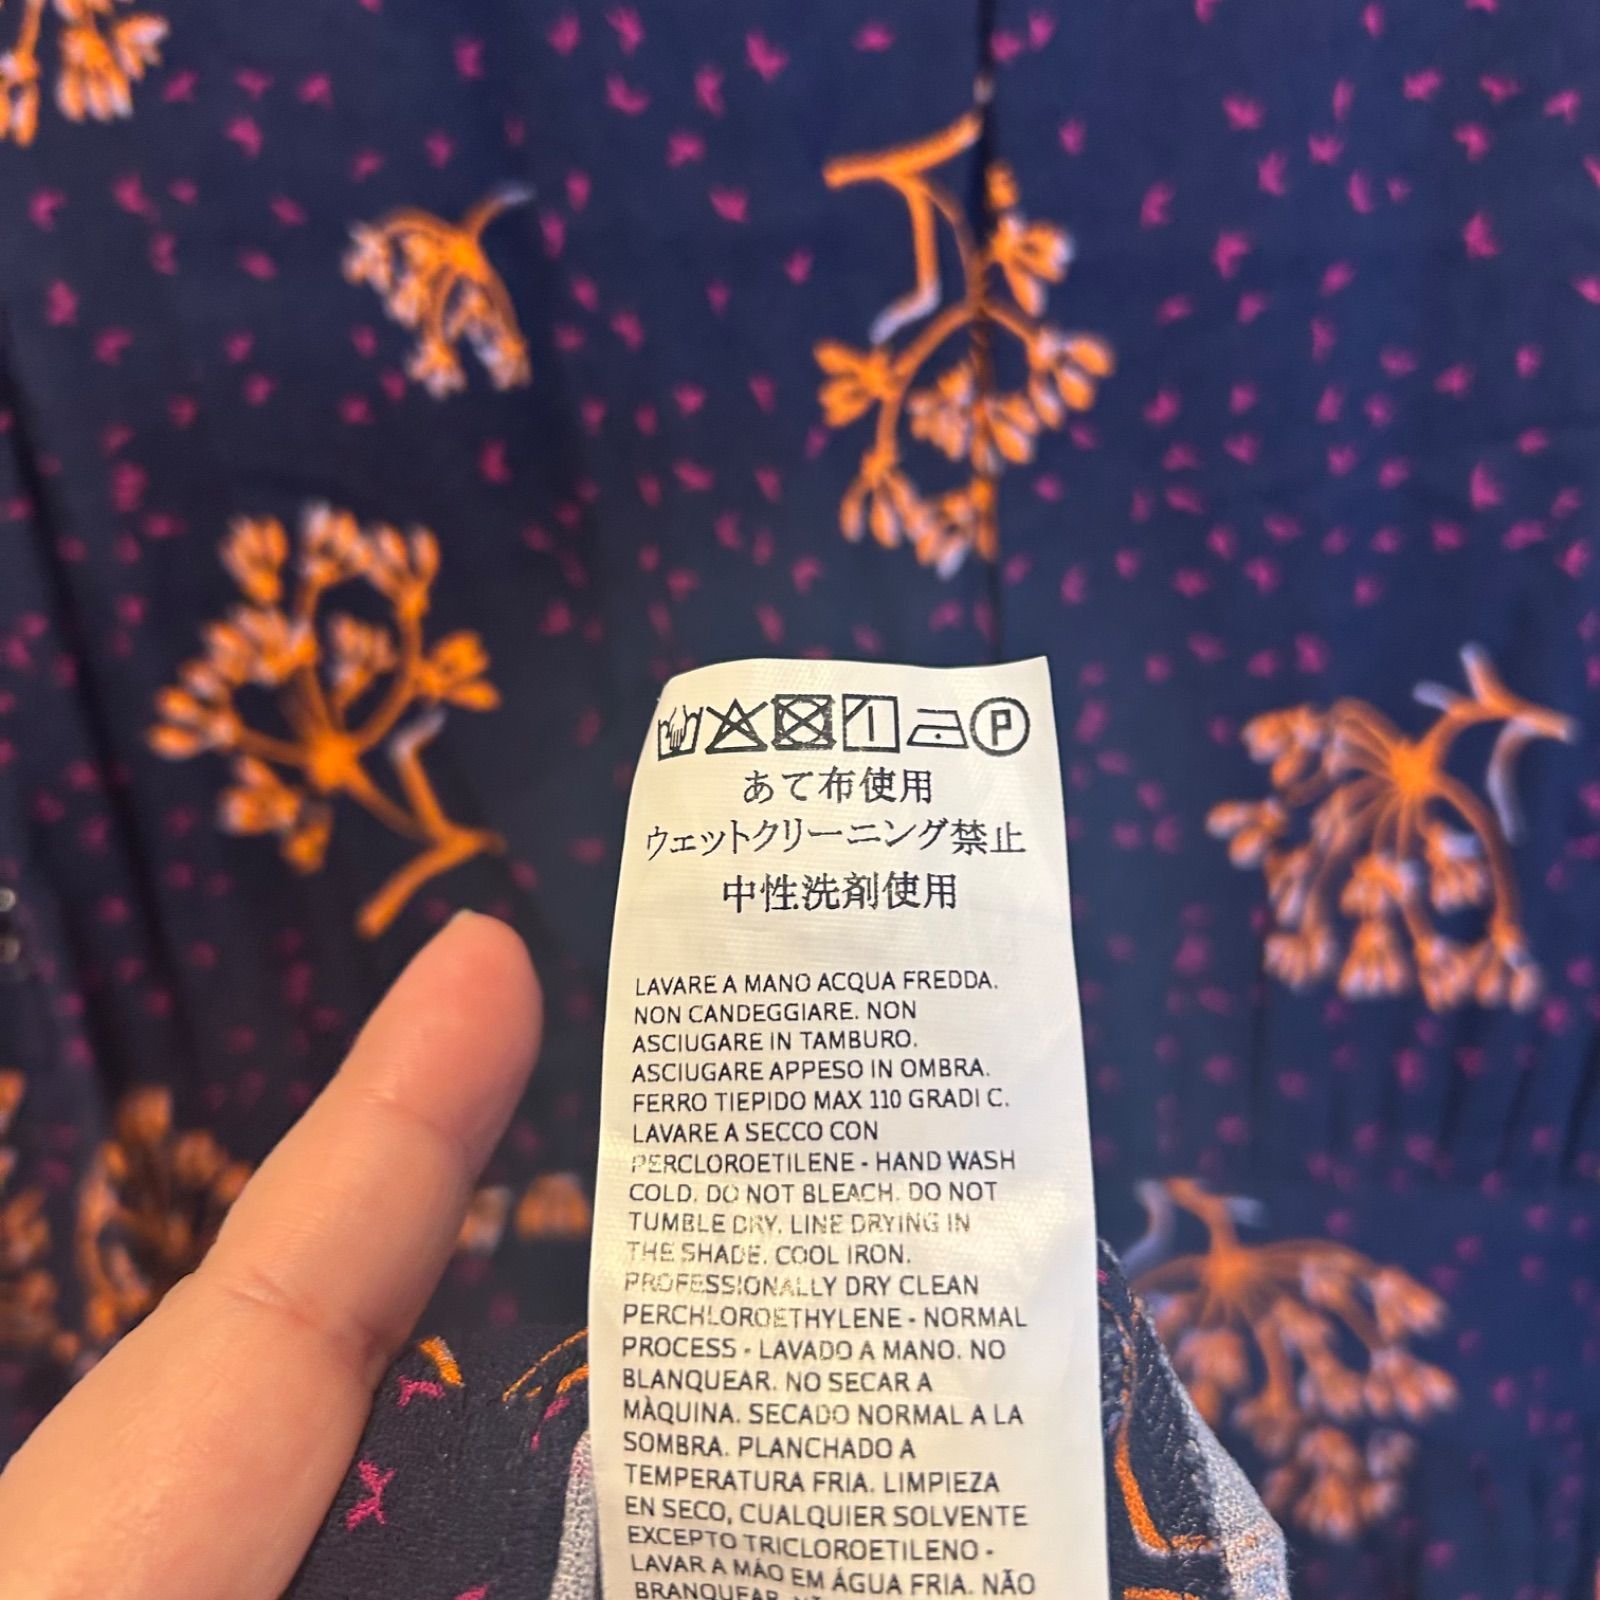 P
あて布使用
ウェットクリーニング禁止
中性洗剤使用
LAVARE A MANO ACQUA FREDDA.
NON CANDEGGIARE. NON
ASCIUGARE IN TAMBURO.
ASCIUGARE APPESO IN OMBRA.
FERRO TIEPIDO MAX 110 GRADI C.
LAVARE A SECCO CON
PERCLOROETILENE - HAND WASH
COLD. DO NOT BLEACH. DO NOT
TUMBLE DRY. LINE DRYING IN
THE SHADE. COOL IRON.
PROFESSIONALLY DRY CLEAN
PERCHLOROETHYLENE - NORMAL
PROCESS - LAVADO A MANO. NO
BLANQUEAR. NO SECAR A
MÀQUINA. SECADO NORMAL A LA
SOMBRA. PLANCHADO A
TEMPERATURA FRIA. LIMPIEZA
EN SECO, CUALQUIER SOLVENTE
EXCEPTO TRICLOROETILENO -
LAVAR A MÁO EM ÁGUA FRIA. NÃO
BRANQUEAR.